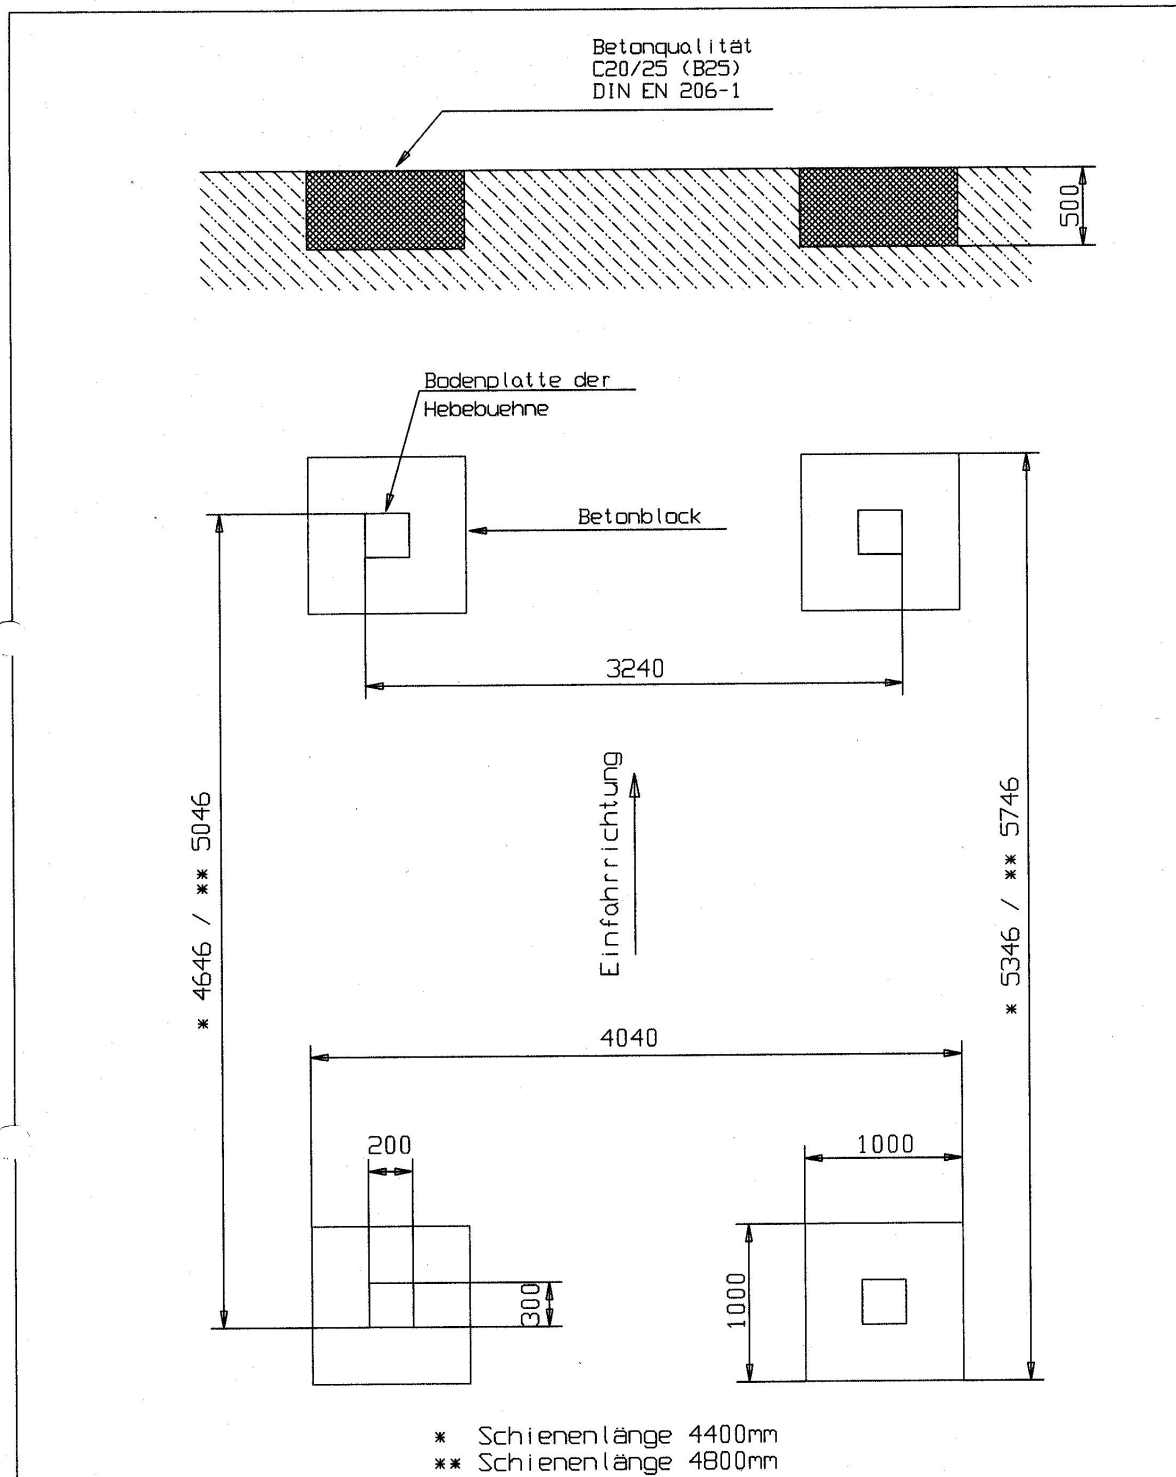 Betonqualität
C20/25 (B25)
DIN EN 206-1
500
Bodenplatte der
Hebebuehne
Betonblock
3240
Einfahrrichtung
* 4646 / ** 5046
* 5346 / ** 5746
4040
200
1000
300
1000
* Schienenlänge 4400mm
** Schienenlänge 4800mm